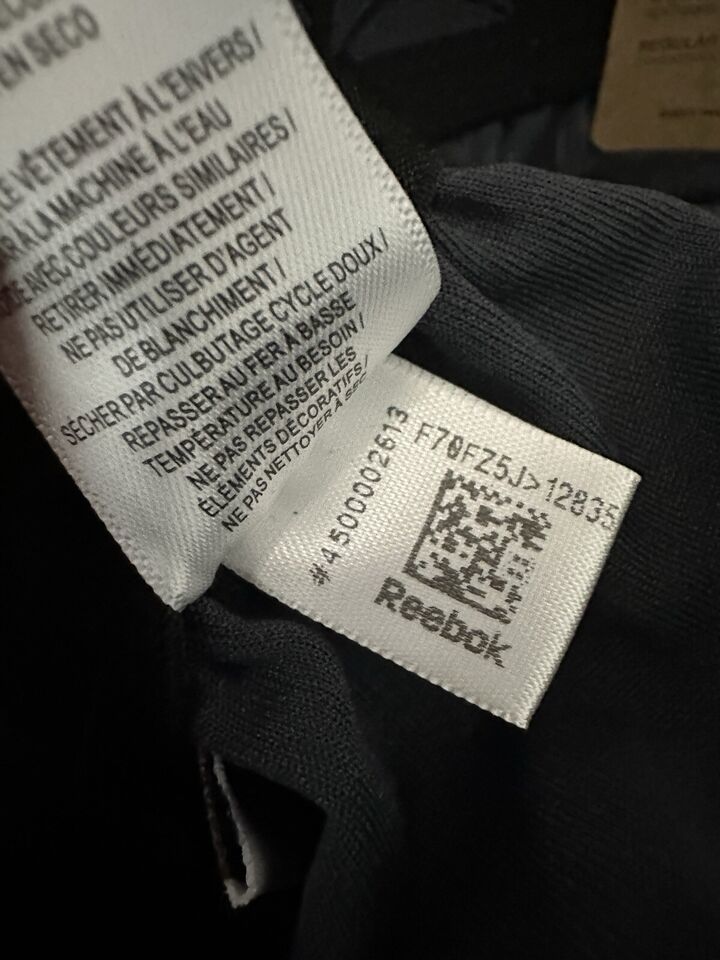 EN SECO
LE VÊTEMENT À L'ENVERS /
À LA MACHINE À L'EAU
AVEC COULEURS SIMILAIRES /
RETIRER IMMÉDIATEMENT /
NE PAS UTILISER D'AGENT
DE BLANCHIMENT /
SÉCHER PAR CULBUTAGE CYCLE DOUX /
REPASSER AU FER À BASSE
TEMPÉRATURE AU BESOIN /
NE PAS REPASSER LES
ÉLÉMENTS DÉCORATIFS /
NE PAS NETTOYER À SEC
#4500002613
F70FZ5J>12835
Reebok
REGULAR